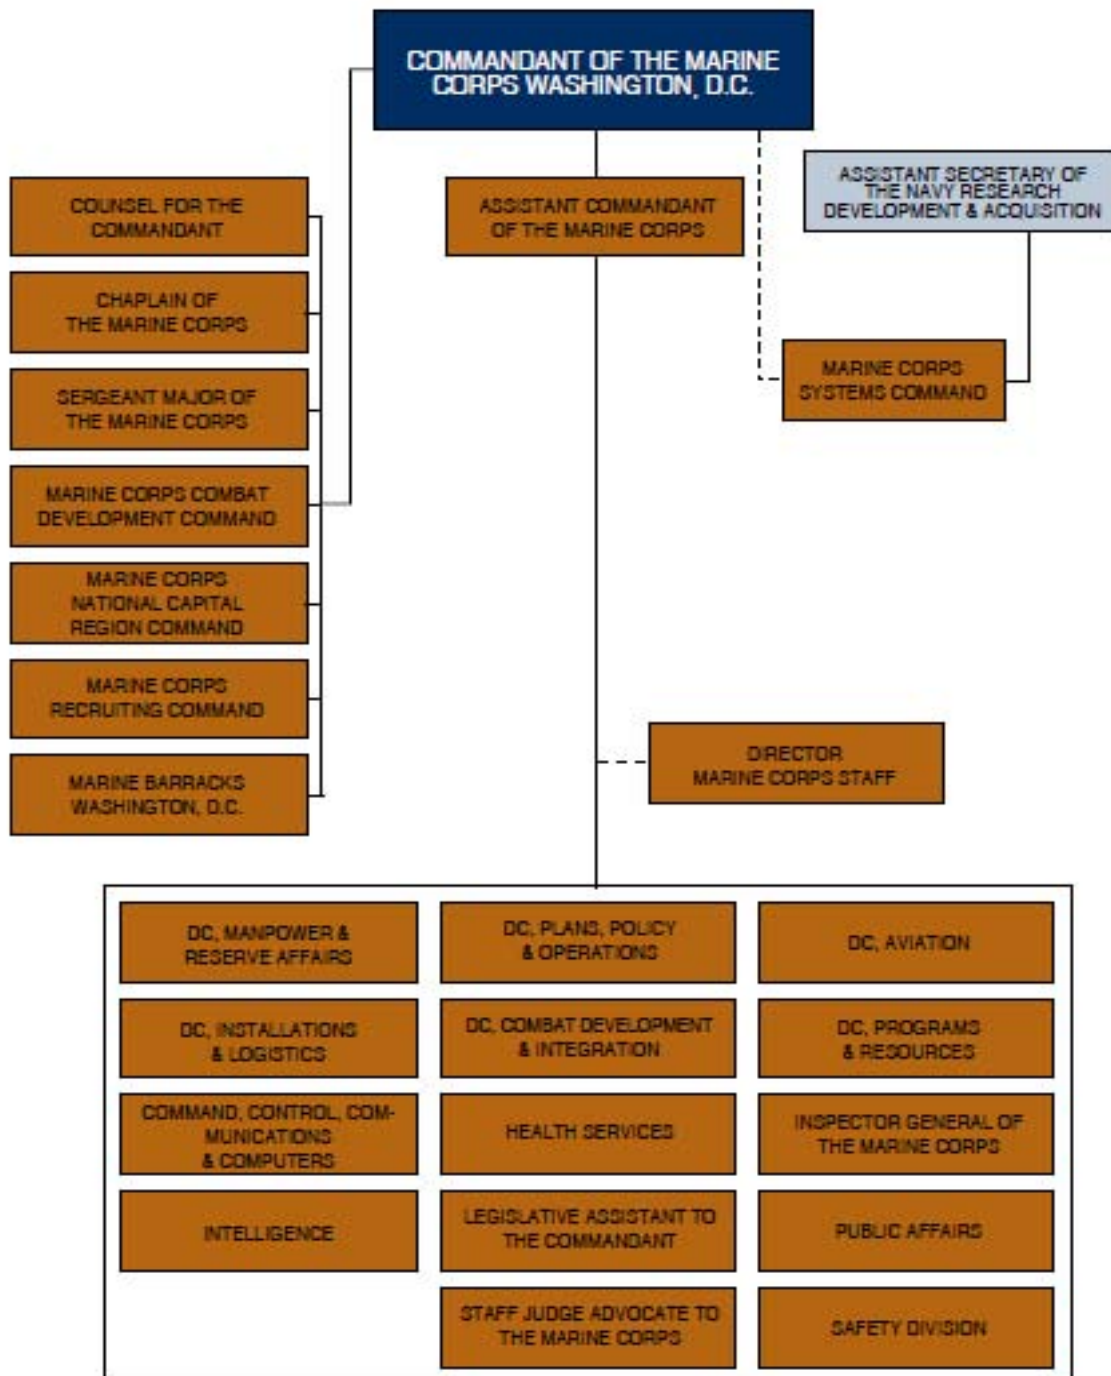 COMMANDANT OF THE MARINE
CORPS WASHINGTON, D.C.
ASSISTANT SECRETARY OF
THE NAVY RESEARCH
DEVELOPMENT & ACQUISITION
COUNSEL FOR THE
COMMANDANT
ASSISTANT COMMANDANT
OF THE MARINE CORPS
CHAPLAIN OF
THE MARINE CORPS
MARINE CORPS
SYSTEMS COMMAND
SERGEANT MAJOR OF
THE MARINE CORPS
MARINE CORPS COMBAT
DEVELOPMENT COMMAND
MARINE CORPS
NATIONAL CAPITAL
REGION COMMAND
MARINE CORPS
RECRUITING COMMAND
DIRECTOR
MARINE CORPS STAFF
MARINE BARRACKS
WASHINGTON, D.C.
DC, MANPOWER &
RESERVE AFFAIRS
DC, PLANS, POLICY
& OPERATIONS
DC, AVIATION
DC, INSTALLATIONS
& LOGISTICS
DC, COMBAT DEVELOPMENT
& INTEGRATION
DC, PROGRAMS
& RESOURCES
COMMAND, CONTROL, COM-
MUNICATIONS
& COMPUTERS
HEALTH SERVICES
INSPECTOR GENERAL OF
THE MARINE CORPS
INTELLIGENCE
LEGISLATIVE ASSISTANT TO
THE COMMANDANT
PUBLIC AFFAIRS
STAFF JUDGE ADVOCATE TO
THE MARINE CORPS
SAFETY DIVISION